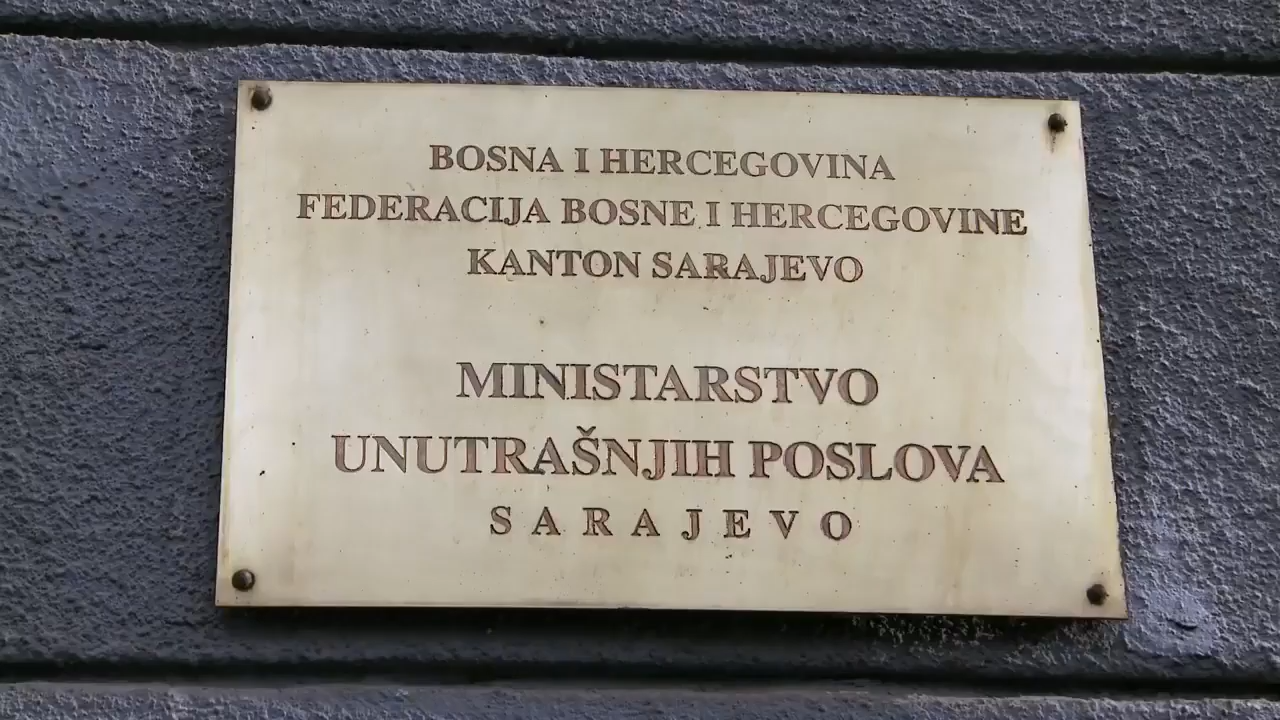 BOSNA I HERCEGOVINA
FEDERACIJA BOSNE I HERCEGOVINE
KANTON SARAJEVO
MINISTARSTVO
UNUTRAŠNJIH POSLOVA
SARAJEVO